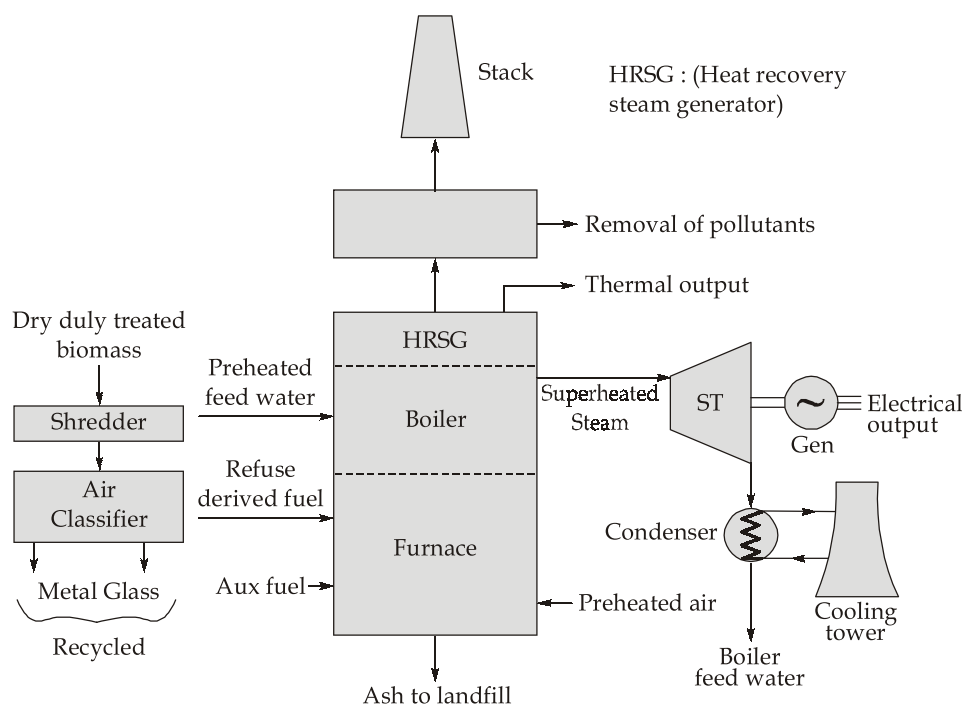 Stack
HRSG : (Heat recovery
steam generator)
Removal of pollutants
Thermal output
Dry duly treated
biomass
Shredder
Air
Classifier
Metal Glass
Recycled
Preheated
feed water
Refuse
derived fuel
Aux fuel
HRSG
Boiler
Furnace
Ash to landfill
Superheated
Steam
ST
~
Gen
Electrical
output
Condenser
Preheated air
Cooling
tower
Boiler
feed water